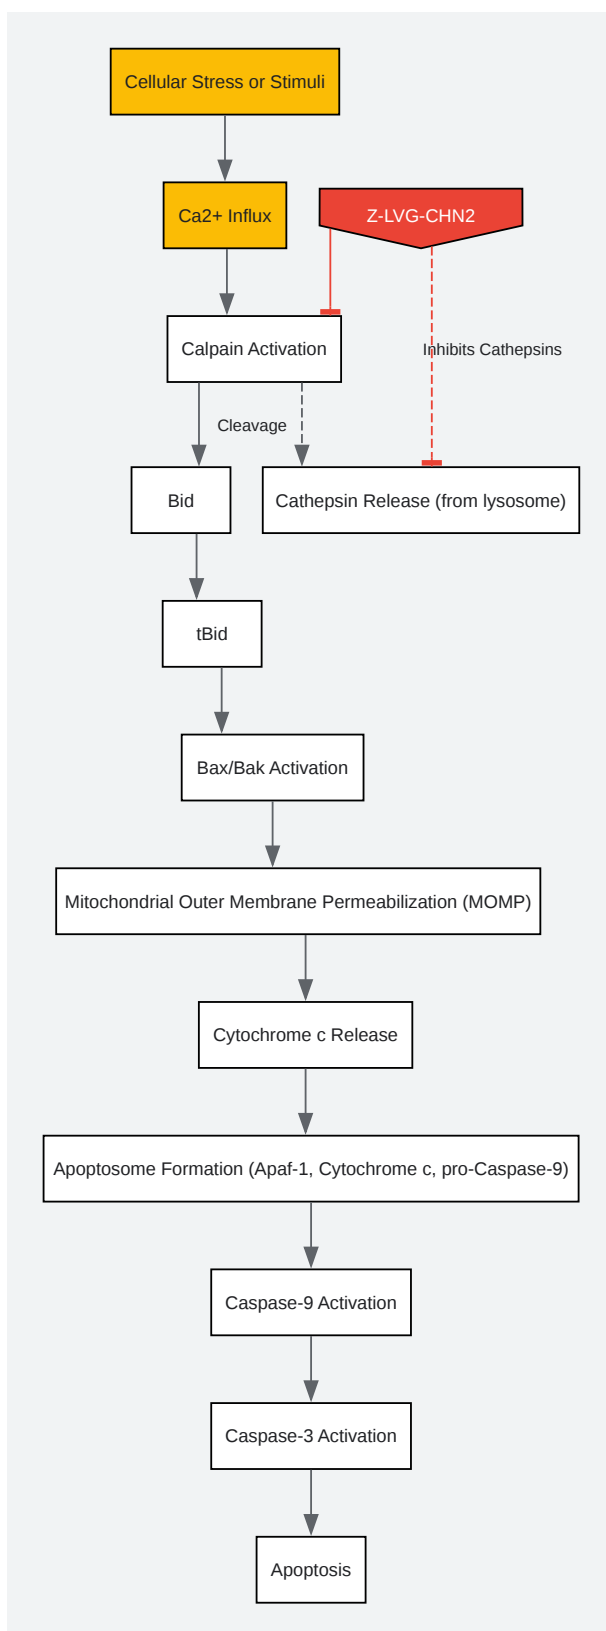 Cellular Stress or Stimuli
Ca2+ Influx
Z-LVG-CHN2
Calpain Activation
Inhibits Cathepsins
Cleavage
Bid
Cathepsin Release (from lysosome)
tBid
Bax/Bak Activation
Mitochondrial Outer Membrane Permeabilization (MOMP)
Cytochrome c Release
Apoptosome Formation (Apaf-1, Cytochrome c, pro-Caspase-9)
Caspase-9 Activation
Caspase-3 Activation
Apoptosis